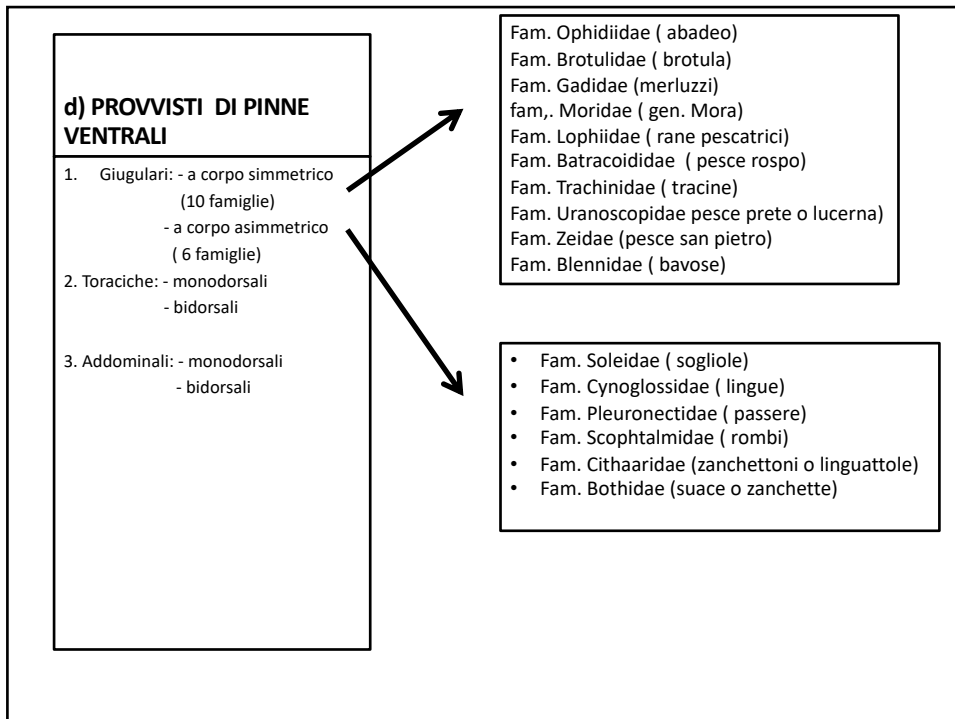 d) PROVVISTI DI PINNE
VENTRALI
1. Giugulari: - a corpo simmetrico
(10 famiglie)
- a corpo asimmetrico
( 6 famiglie)
2. Toraciche: - monodorsali
- bidorsali
3. Addominali: - monodorsali
- bidorsali
Fam. Ophidiidae ( abadeo)
Fam. Brotulidae ( brotula)
Fam. Gadidae (merluzzi)
fam,. Moridae ( gen. Mora)
Fam. Lophiidae ( rane pescatrici)
Fam. Batracoididae ( pesce rospo)
Fam. Trachinidae ( tracine)
Fam. Uranoscopidae pesce prete o lucerna)
Fam. Zeidae (pesce san pietro)
Fam. Blennidae ( bavose)
• Fam. Soleidae ( sogliole)
• Fam. Cynoglossidae ( lingue)
• Fam. Pleuronectidae ( passere)
• Fam. Scophtalmidae ( rombi)
• Fam. Cithaaridae (zanchettoni o linguattole)
• Fam. Bothidae (suace o zanchette)